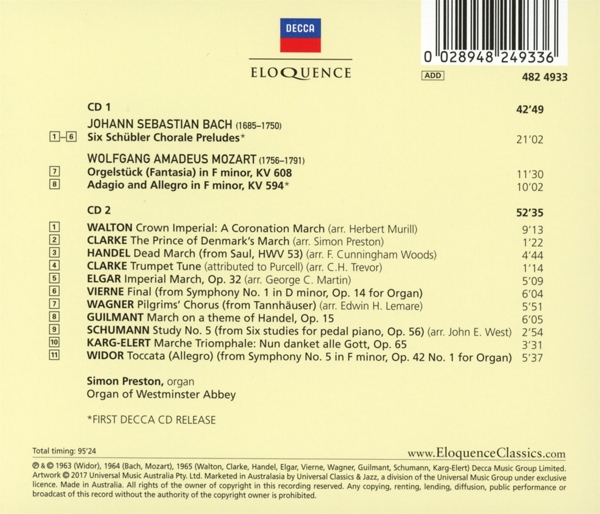 DECCA
ELOQUENCE
0 028948 249336
ADD
482 4933
CD 1 42'49
JOHANN SEBASTIAN BACH (1685–1750)
1–6 Six Schübler Chorale Preludes* 21'02
WOLFGANG AMADEUS MOZART (1756–1791)
7 Orgelstück (Fantasia) in F minor, KV 608 11'30
8 Adagio and Allegro in F minor, KV 594* 10'02
CD 2 52'35
1 WALTON Crown Imperial: A Coronation March (arr. Herbert Murill) 9'13
2 CLARKE The Prince of Denmark's March (arr. Simon Preston) 1'22
3 HANDEL Dead March (from Saul, HWV 53) (arr. F. Cunningham Woods) 4'44
4 CLARKE Trumpet Tune (attributed to Purcell) (arr. C.H. Trevor) 1'14
5 ELGAR Imperial March, Op. 32 (arr. George C. Martin) 5'09
6 VIERNE Final (from Symphony No. 1 in D minor, Op. 14 for Organ) 6'04
7 WAGNER Pilgrims' Chorus (from Tannhäuser) (arr. Edwin H. Lemare) 5'51
8 GUILMANT March on a theme of Handel, Op. 15 6'05
9 SCHUMANN Study No. 5 (from Six studies for pedal piano, Op. 56) (arr. John E. West) 2'54
10 KARG-ELERT Marche Triomphale: Nun danket alle Gott, Op. 65 3'31
11 WIDOR Toccata (Allegro) (from Symphony No. 5 in F minor, Op. 42 No. 1 for Organ) 5'37
Simon Preston, organ
Organ of Westminster Abbey
*FIRST DECCA CD RELEASE
Total timing: 95'24
www.EloquenceClassics.com
℗ & © 1963 (Widor), 1964 (Bach, Mozart), 1965 (Walton, Clarke, Handel, Elgar, Vierne, Wagner, Guilmant, Schumann, Karg-Elert) Decca Music Group Limited.
Artwork © 2017 Universal Music Australia Pty. Ltd. Marketed in Australasia by Universal Classics & Jazz, a division of the Universal Music Group under exclusive
licence. Made in Australia. All rights of the owner of copyright in this recording reserved. Any copying, renting, lending, diffusion, public performance or
broadcast of this record without the authority of the copyright owner is prohibited.